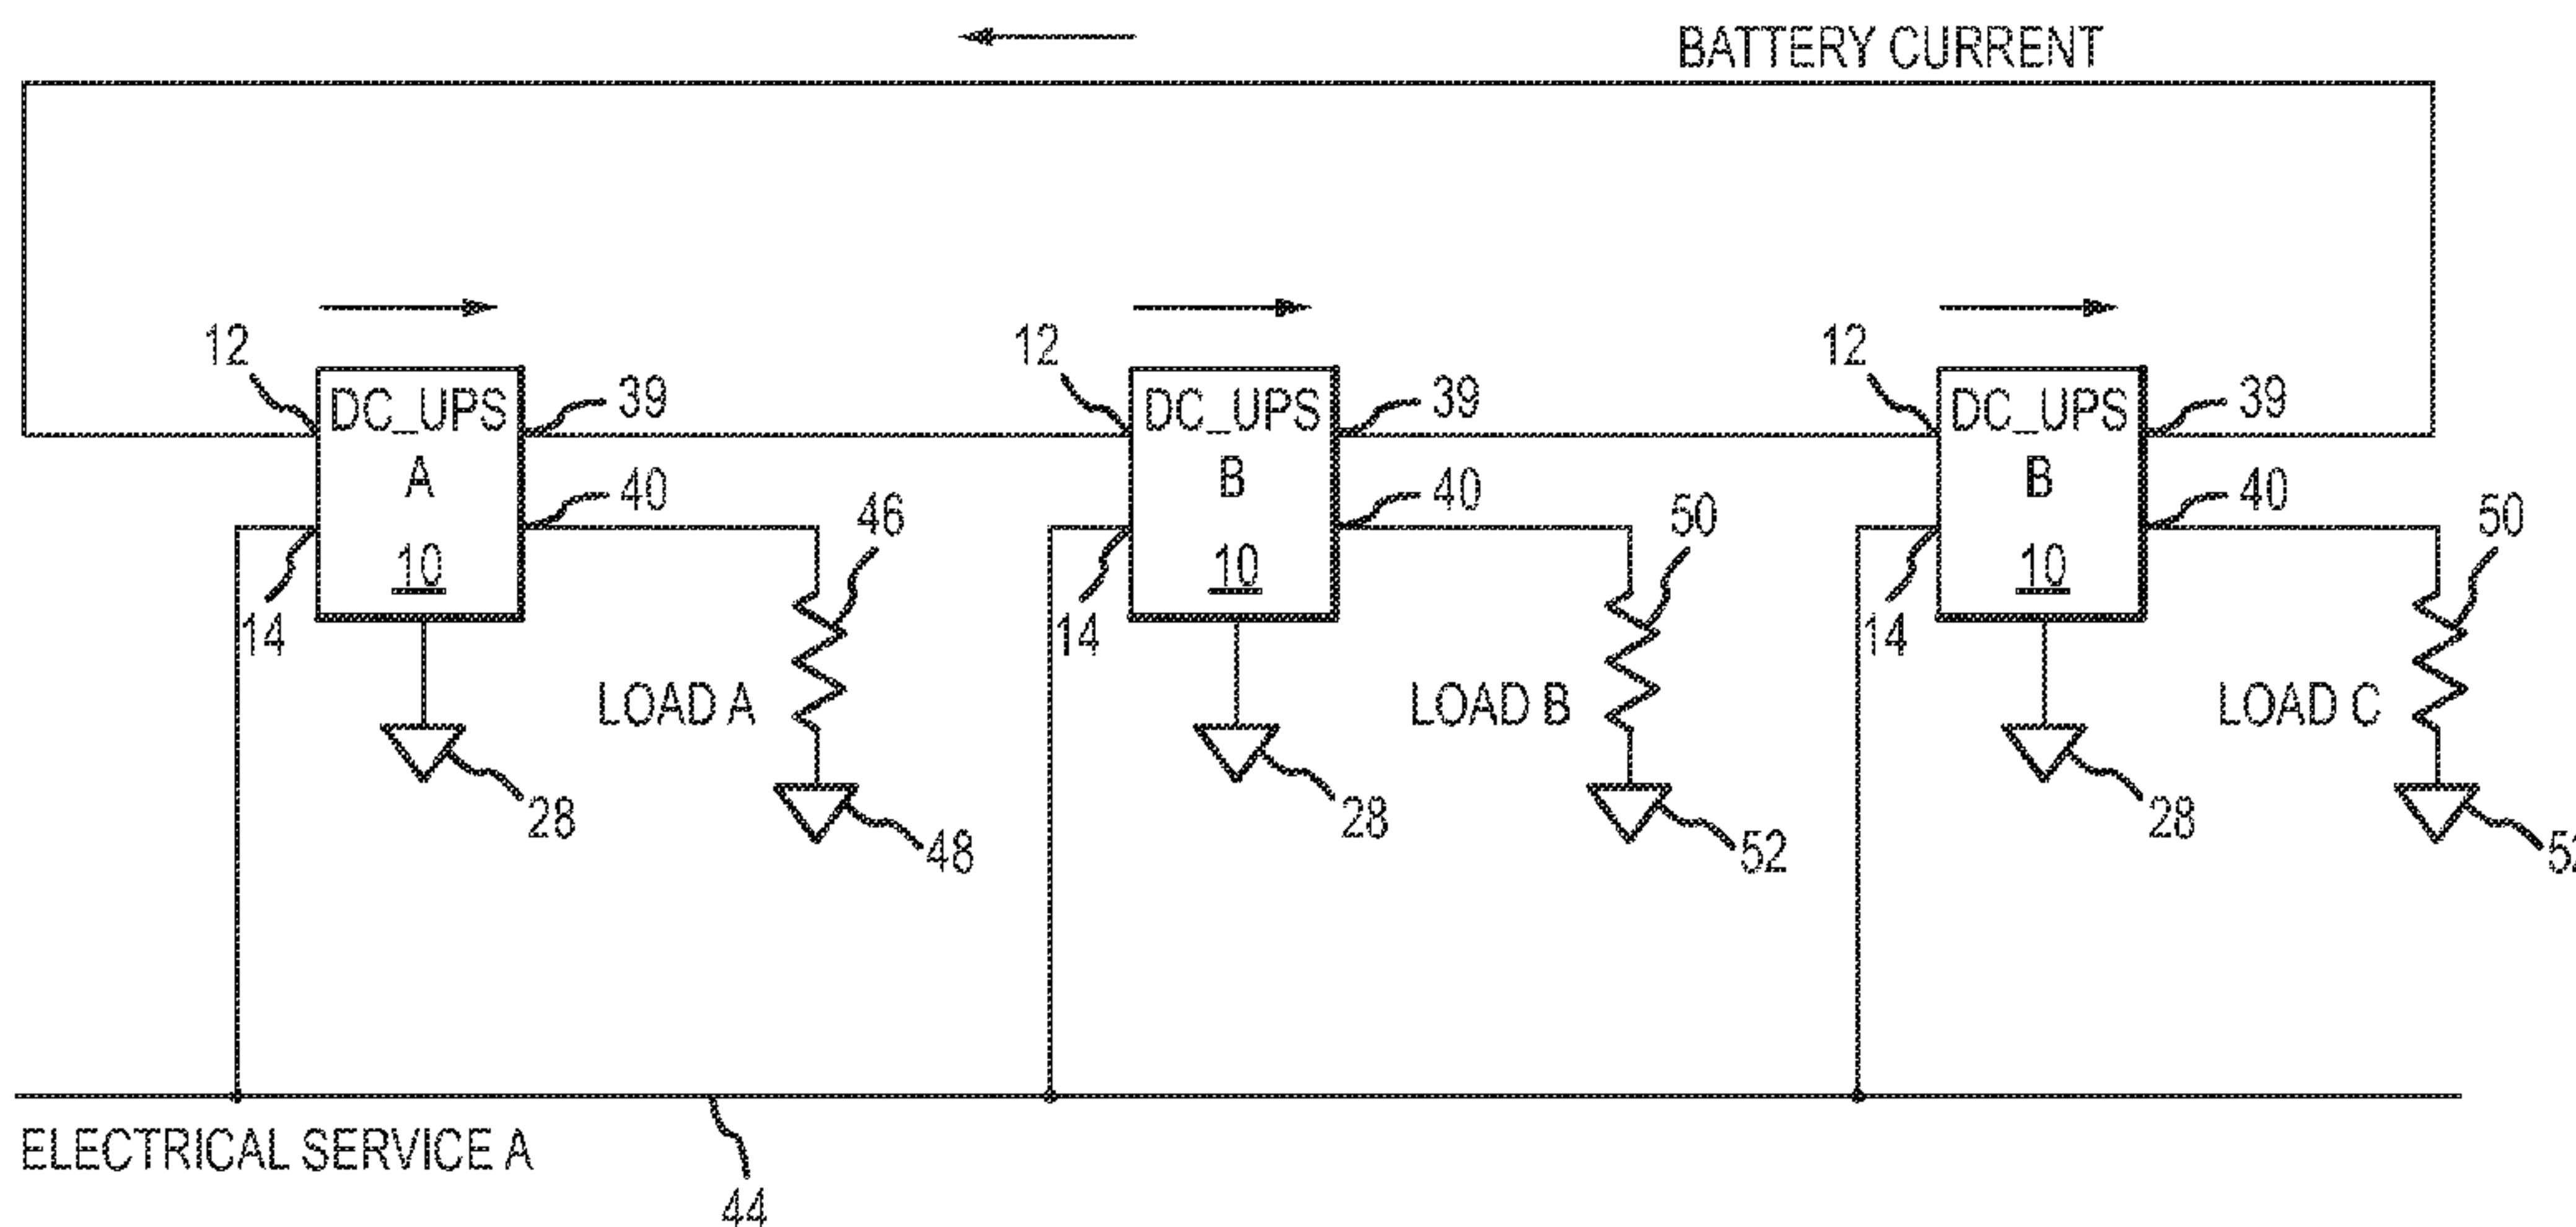 BATTERY CURRENT
12
DC_UPS
A
10
39
40
14
28
46
LOAD A
48
12
DC_UPS
B
10
39
40
14
28
50
LOAD B
52
12
DC_UPS
B
10
39
40
14
28
50
LOAD C
ELECTRICAL SERVICE A
44